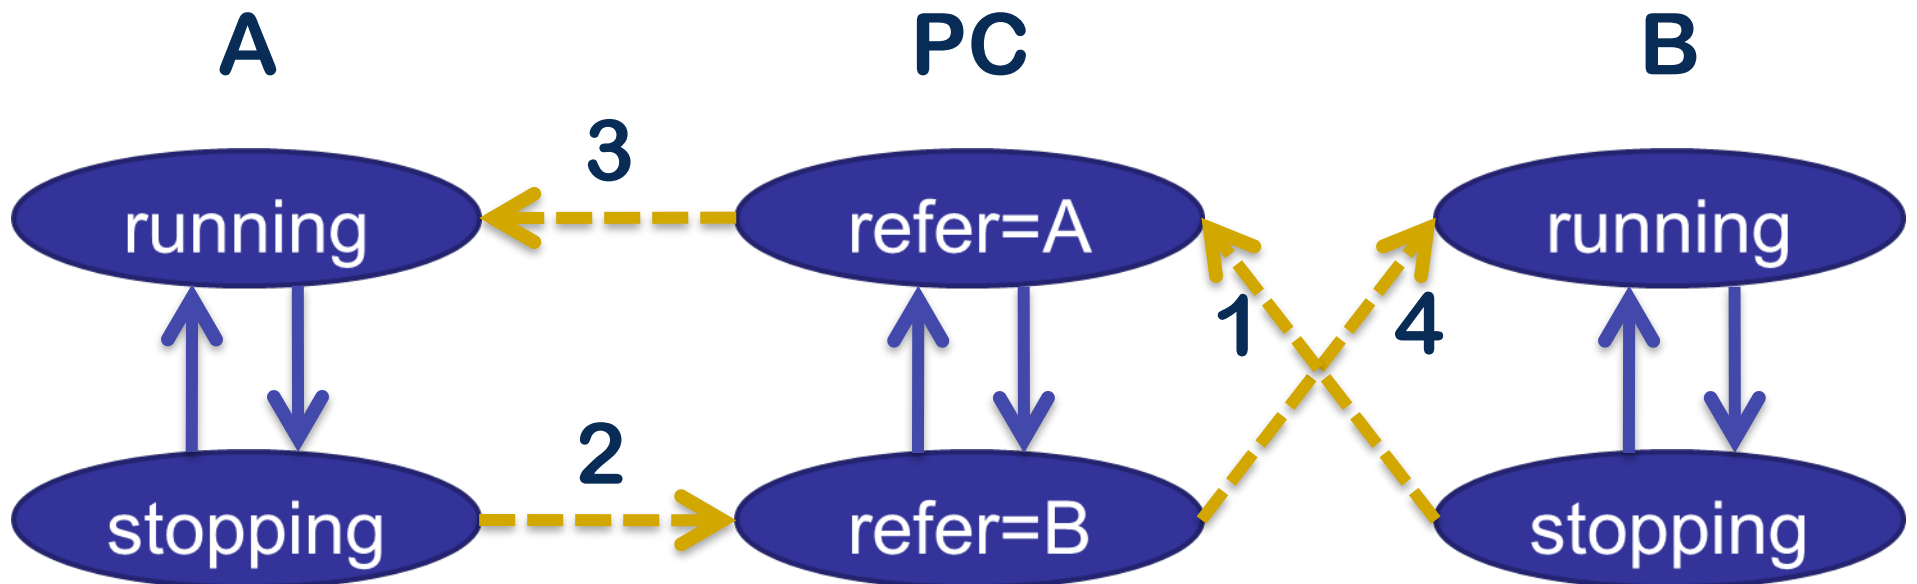 A PC B
3
running refer=A running
1 4
2
stopping refer=B stopping